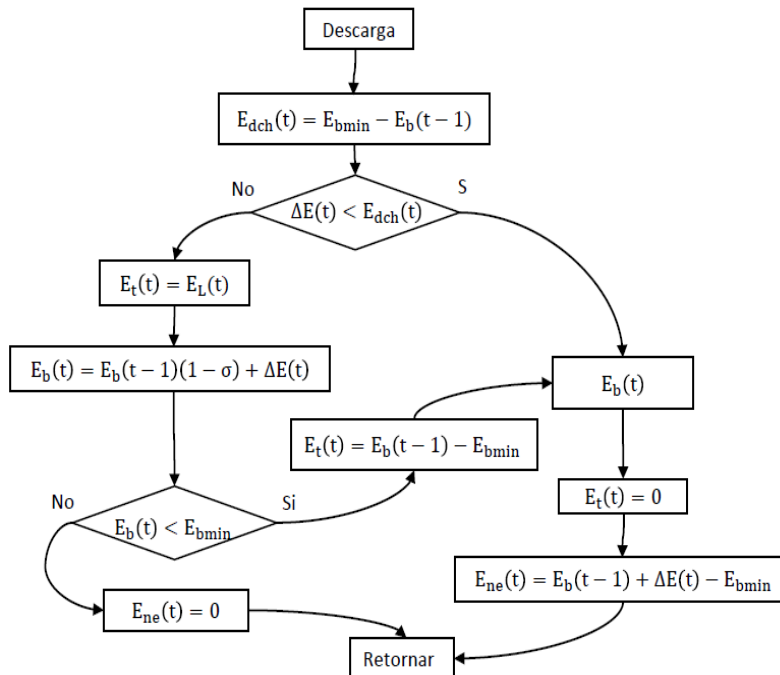 Descarga
E_dch(t) = E_bmin − E_b(t − 1)
No
S
ΔE(t) < E_dch(t)
E_t(t) = E_L(t)
E_b(t) = E_b(t − 1)(1 − σ) + ΔE(t)
E_b(t)
E_t(t) = E_b(t − 1) − E_bmin
No
Si
E_b(t) < E_bmin
E_t(t) = 0
E_ne(t) = E_b(t − 1) + ΔE(t) − E_bmin
E_ne(t) = 0
Retornar